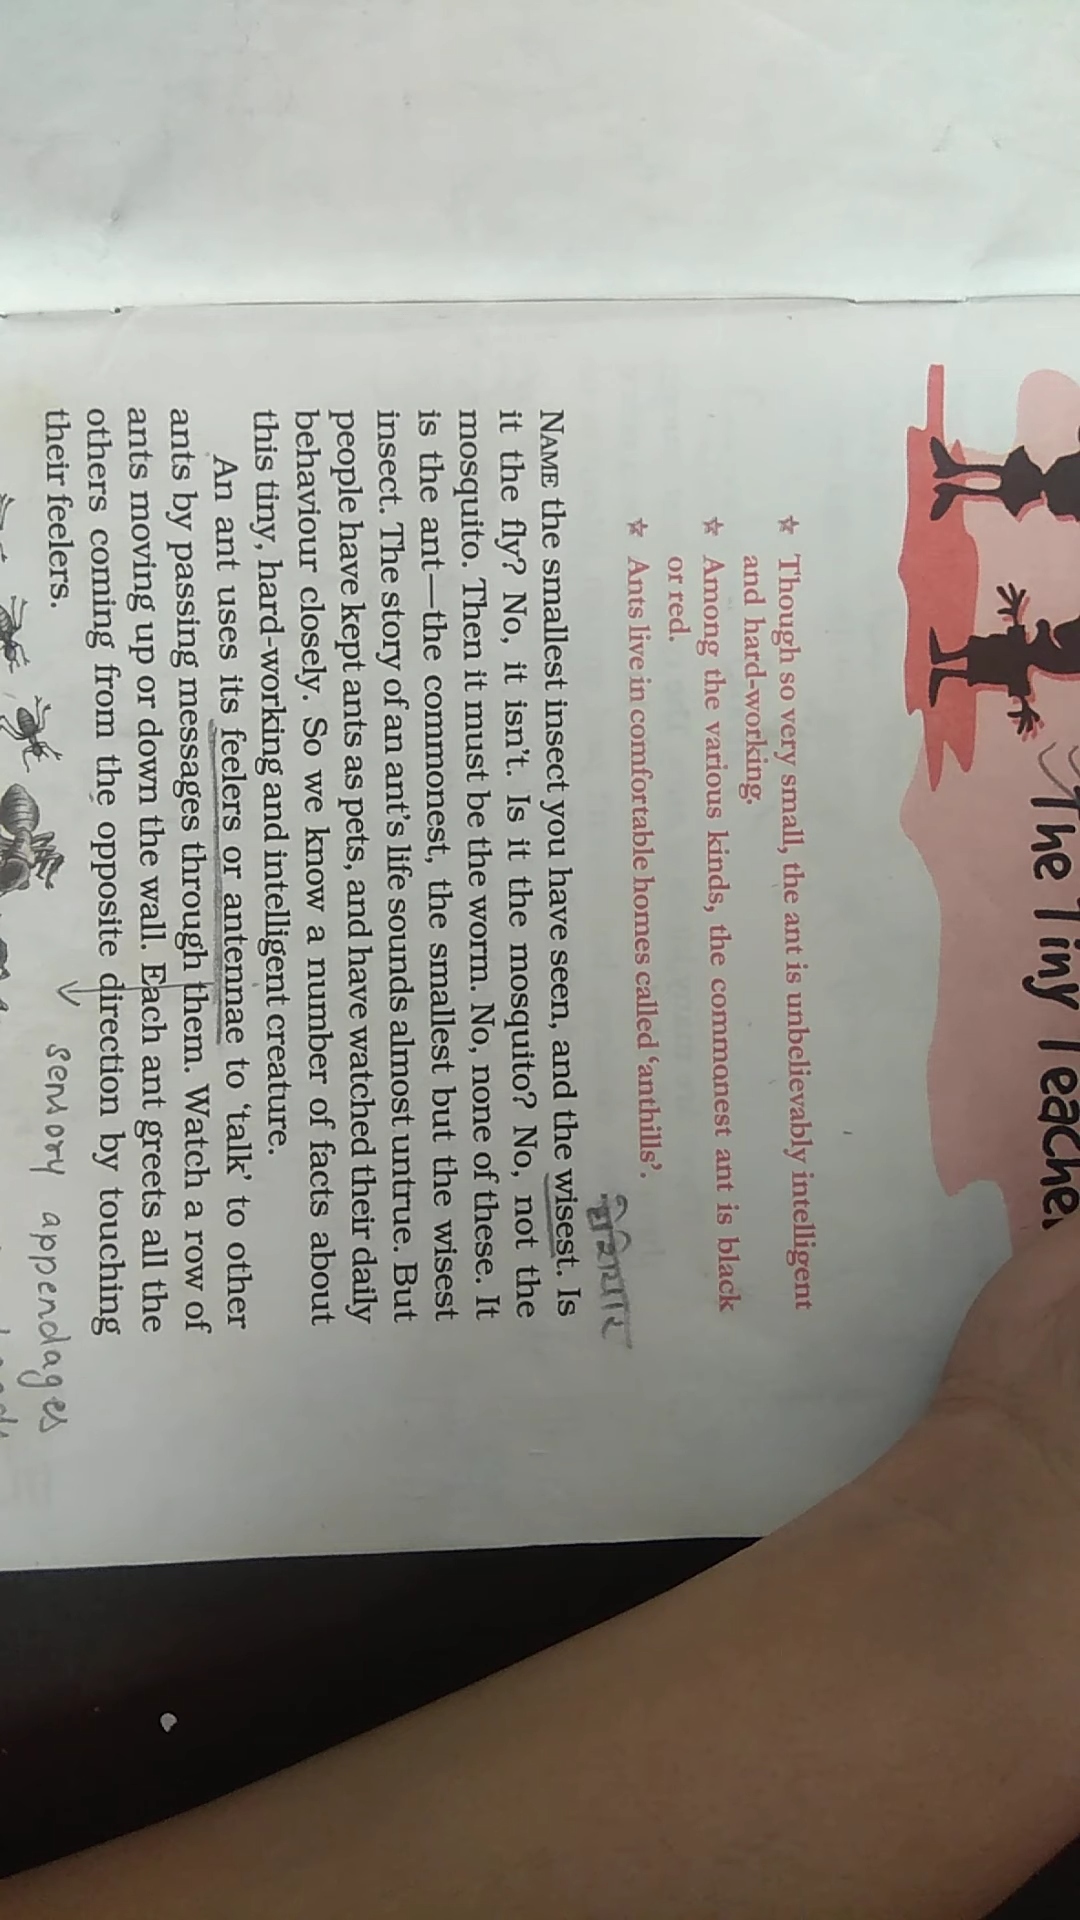 The Tiny Teacher
☆ Though so very small, the ant is unbelievably intelligent
and hard-working.
☆ Among the various kinds, the commonest ant is black
or red.
☆ Ants live in comfortable homes called ‘anthills’.
NAME the smallest insect you have seen, and the wisest. Is
it the fly? No, it isn’t. Is it the mosquito? No, not the
mosquito. Then it must be the worm. No, none of these. It
is the ant—the commonest, the smallest but the wisest
insect. The story of an ant’s life sounds almost untrue. But
people have kept ants as pets, and have watched their daily
behaviour closely. So we know a number of facts about
this tiny, hard-working and intelligent creature.
An ant uses its feelers or antennae to ‘talk’ to other
ants by passing messages through them. Watch a row of
ants moving up or down the wall. Each ant greets all the
others coming from the opposite direction by touching
their feelers.
sensory appendages